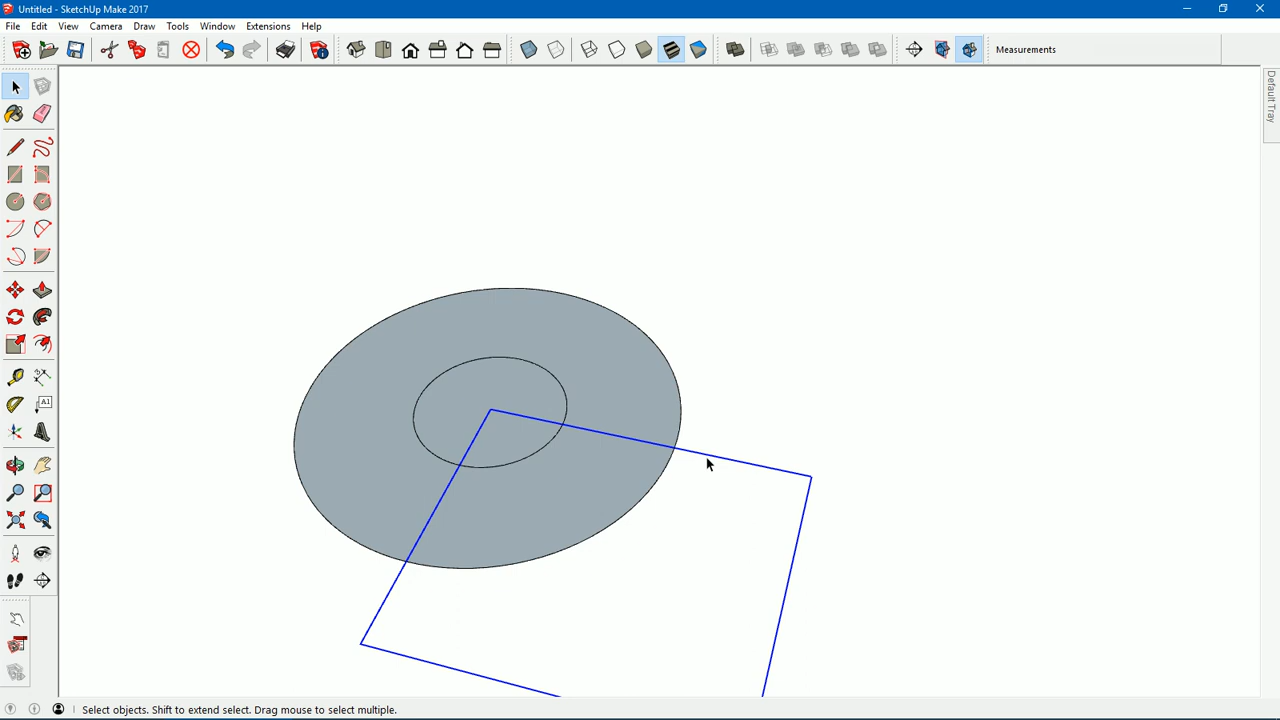 Untitled - SketchUp Make 2017
File Edit View Camera Draw Tools Window Extensions Help
Measurements
Default Tray
A1
Select objects. Shift to extend select. Drag mouse to select multiple.